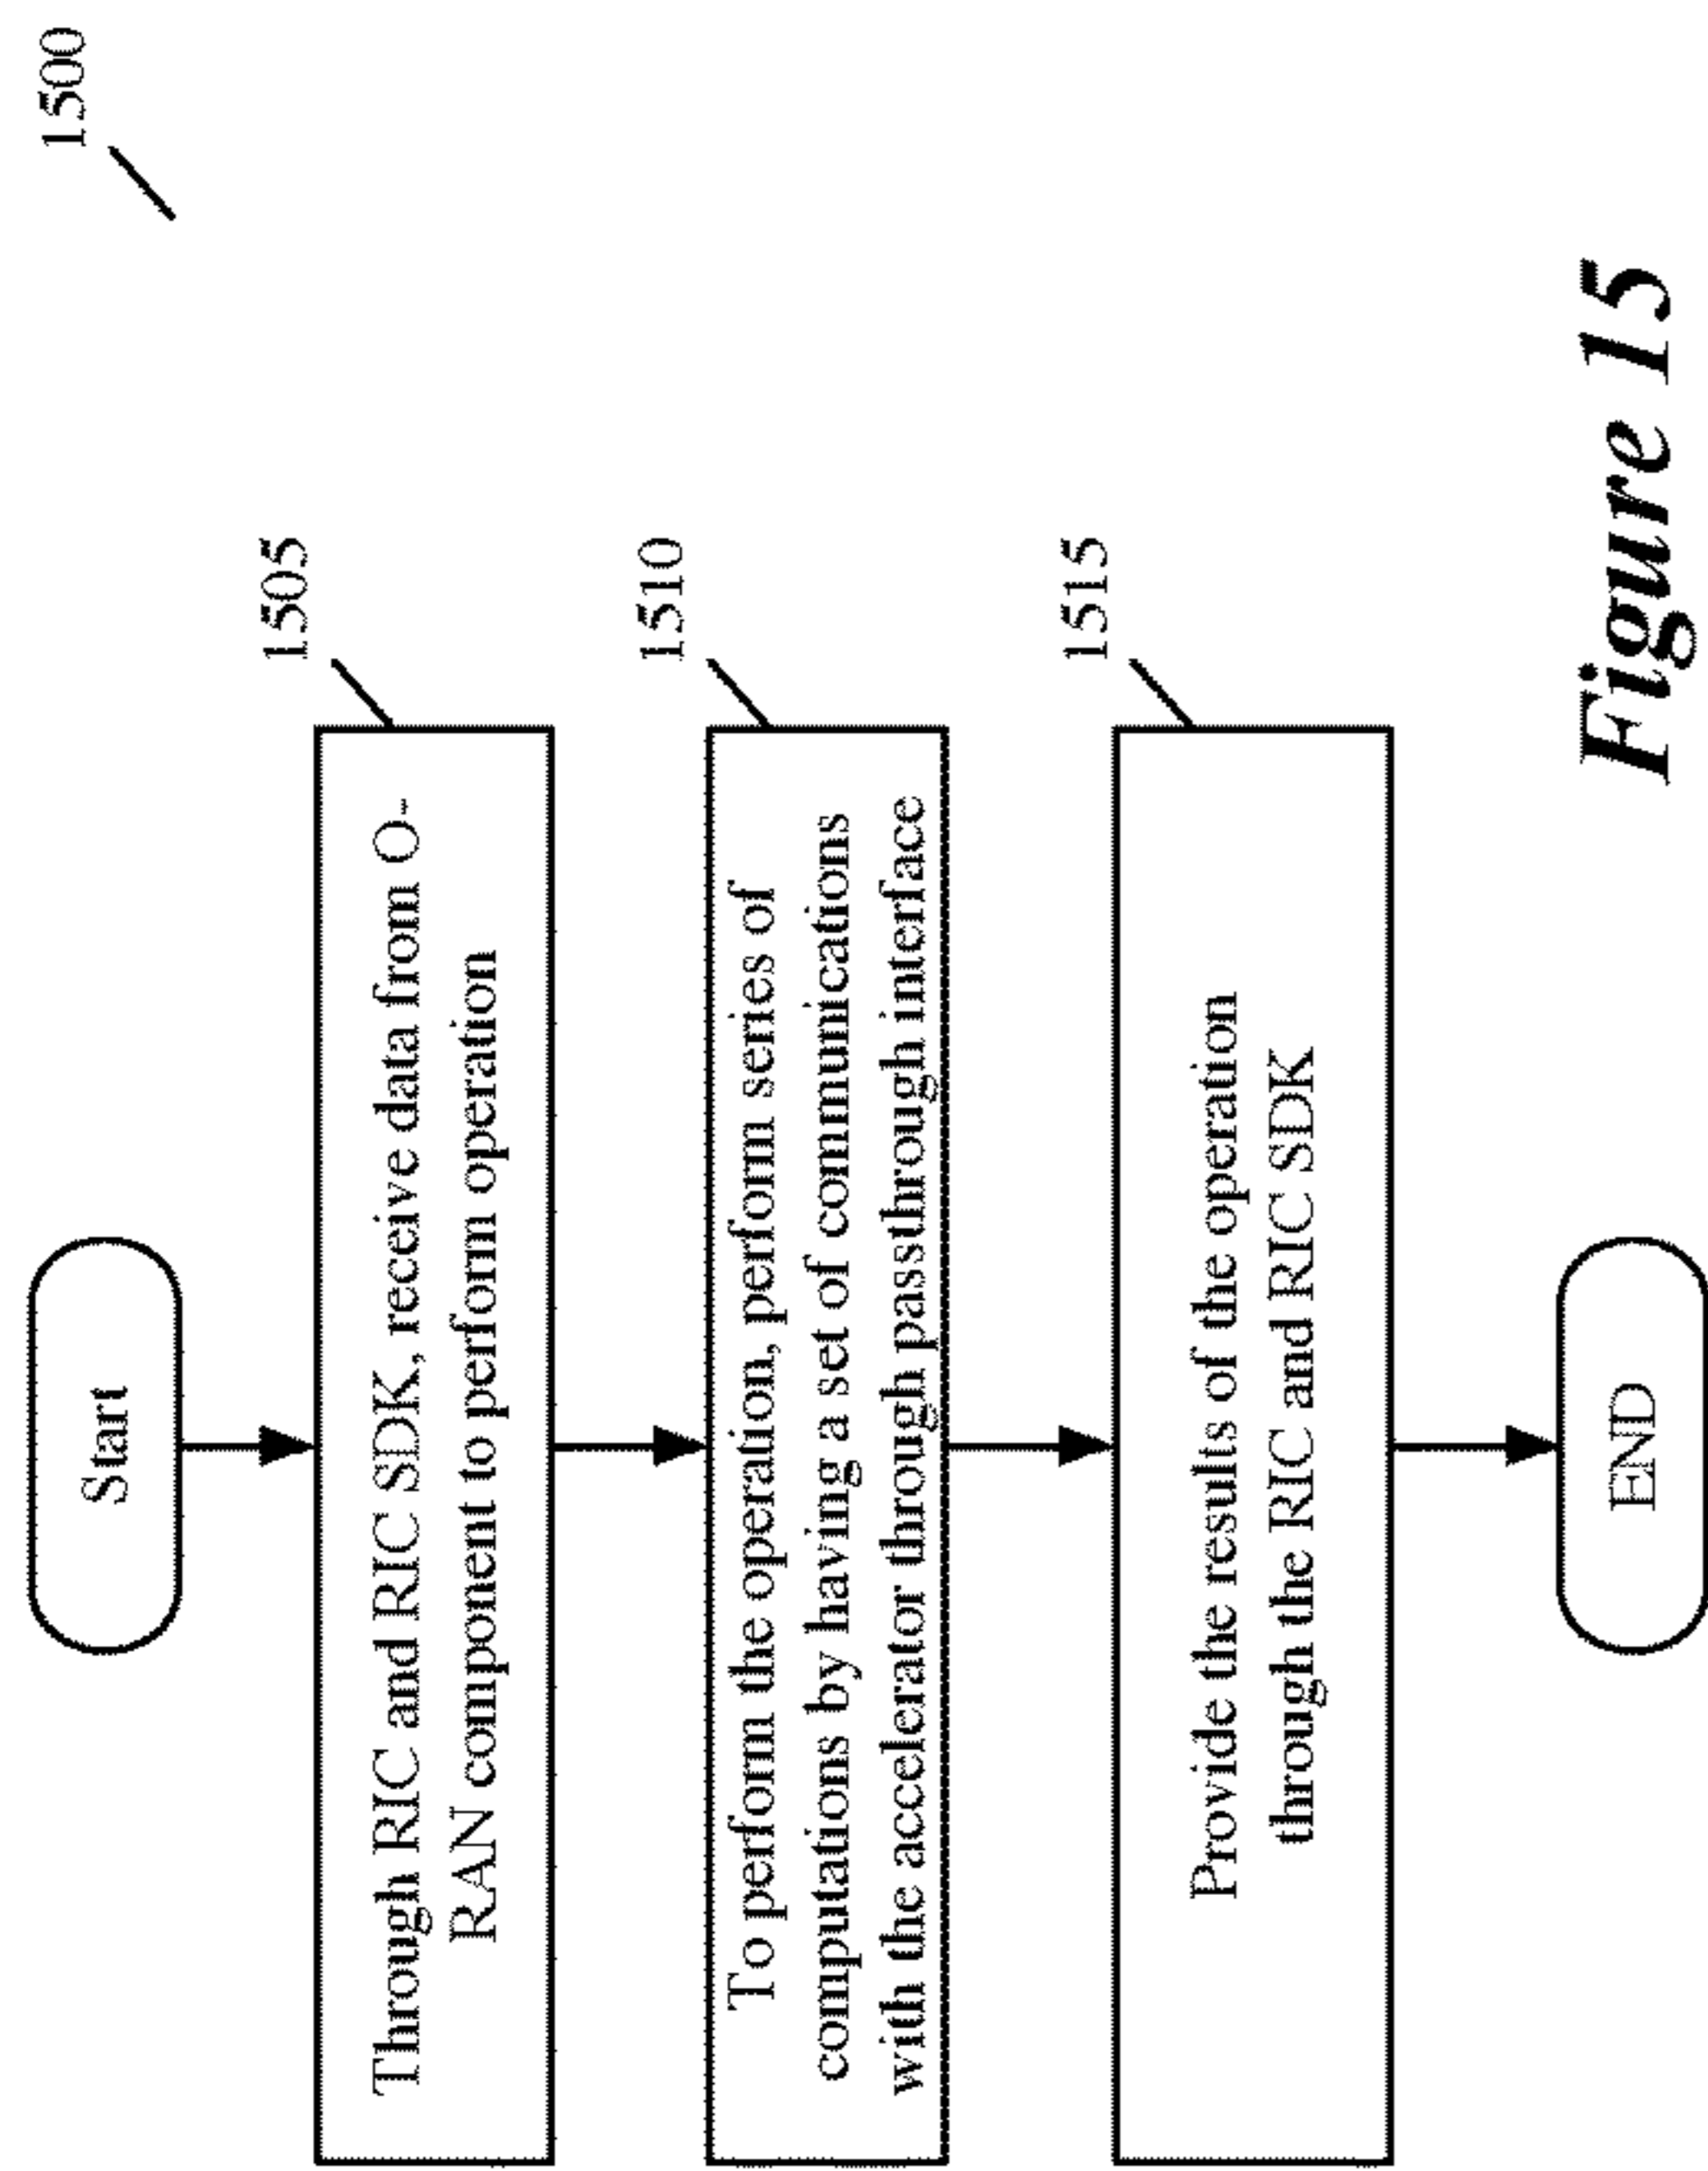 1500
Start
1505
Through RIC and RIC SDK, receive data from O-
RAN component to perform operation
1510
To perform the operation, perform series of
computations by having a set of communications
with the accelerator through passthrough interface
1515
Provide the results of the operation
through the RIC and RIC SDK
END
Figure 15